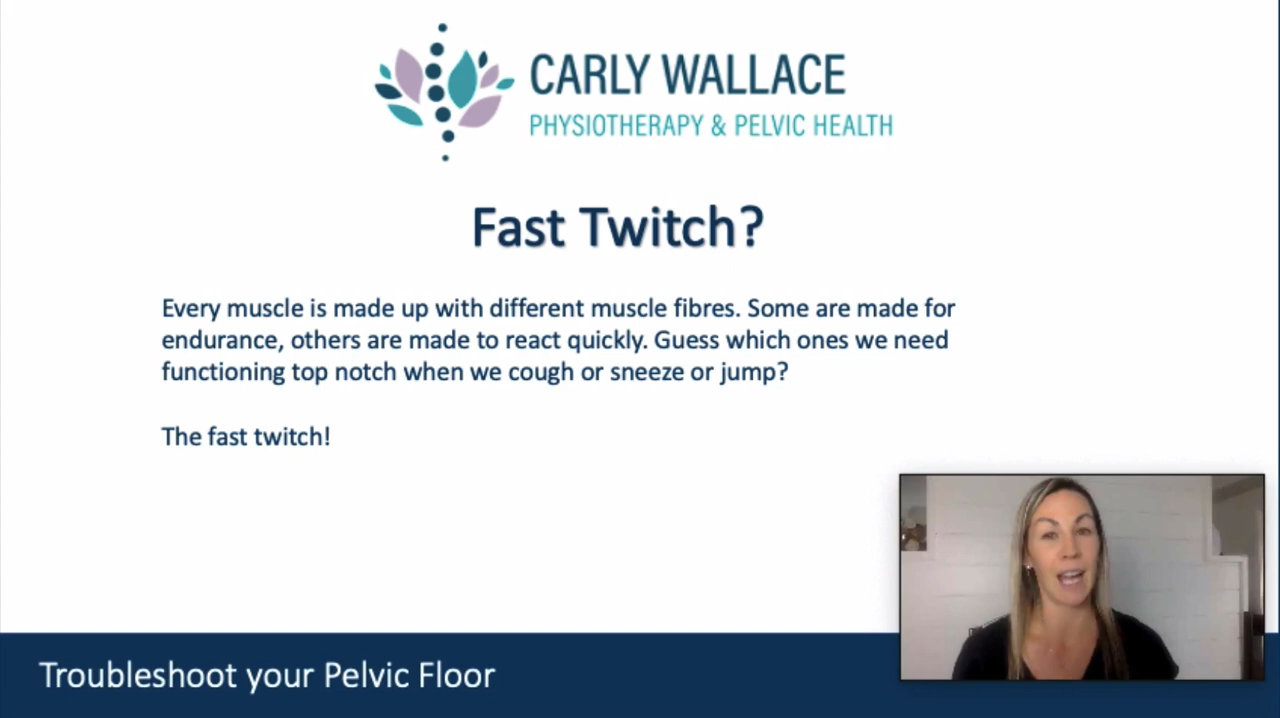 CARLY WALLACE
PHYSIOTHERAPY & PELVIC HEALTH
Fast Twitch?
Every muscle is made up with different muscle fibres. Some are made for
endurance, others are made to react quickly. Guess which ones we need
functioning top notch when we cough or sneeze or jump?
The fast twitch!
Troubleshoot your Pelvic Floor